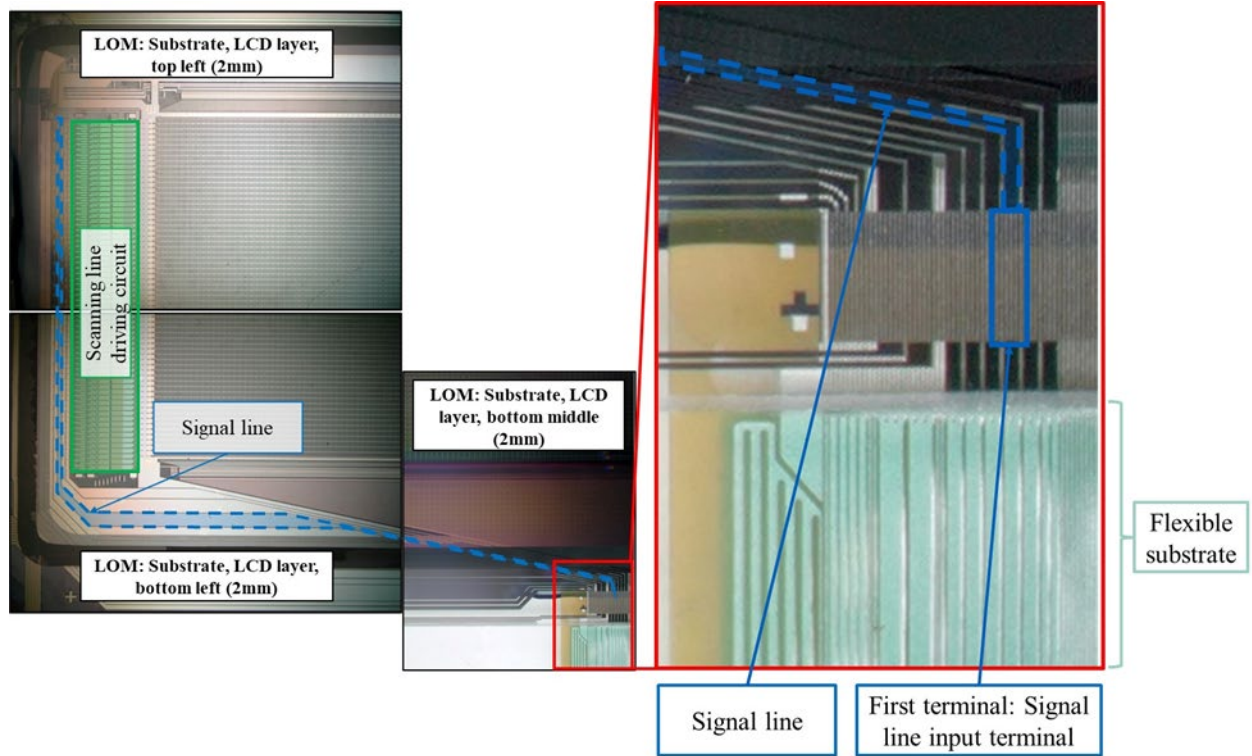 LOM: Substrate, LCD layer,
top left (2mm)
Scanning line
driving circuit
Signal line
LOM: Substrate, LCD layer,
bottom left (2mm)
LOM: Substrate, LCD
layer, bottom middle
(2mm)
Flexible
substrate
Signal line
First terminal: Signal
line input terminal